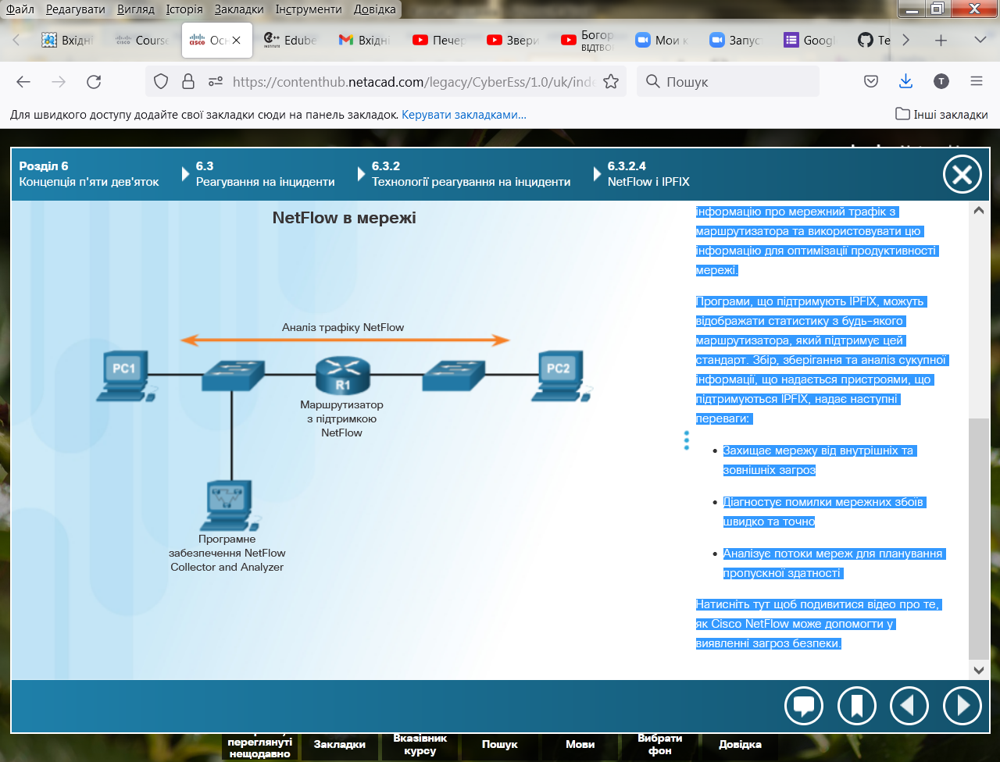 Файл Редагувати Вигляд Історія Закладки Інструменти Довідка
Вхідні
Course
cisco
Осн
Edube
Вхідні
Печер
Звери
Богор
Мои к
Запус
Googl
Те
https://contenthub.netacad.com/legacy/CyberEss/1.0/uk/inde
Пошук
T
Для швидкого доступу додайте свої закладки сюди на панель закладок. Керувати закладками...
Інші закладки
Розділ 6
Концепція п'яти дев'яток
6.3
Реагування на інциденти
6.3.2
Технології реагування на інциденти
6.3.2.4
NetFlow і IPFIX
NetFlow в мережі
Аналіз трафіку NetFlow
PC1
R1
PC2
Маршрутизатор
з підтримкою
NetFlow
Програмне
забезпечення NetFlow
Collector and Analyzer
інформацію про мережний трафік з
маршрутизатора та використовувати цю
інформацію для оптимізації продуктивності
мережі.
Програми, що підтримують IPFIX, можуть
відображати статистику з будь-якого
маршрутизатора, який підтримує цей
стандарт. Збір, зберігання та аналіз сукупної
інформації, що надається пристроями, що
підтримуються IPFIX, надає наступні
переваги:
• Захищає мережу від внутрішніх та
зовнішніх загроз
• Діагностує помилки мережних збоїв
швидко та точно
• Аналізує потоки мереж для планування
пропускної здатності
Натисніть тут щоб подивитися відео про те,
як Cisco NetFlow може допомогти у
виявленні загроз безпеки.
переглянуті
нещодавно
Закладки
Вказівник
курсу
Пошук
Мови
Вибрати
фон
Довідка